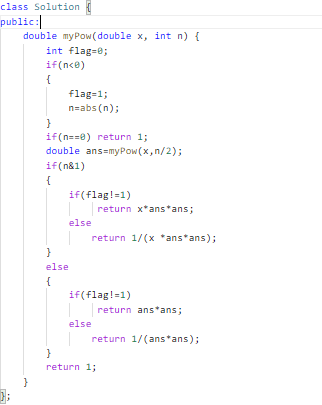 class Solution {
public:
    double myPow(double x, int n) {
        int flag=0;
        if(n<0)
        {
            flag=1;
            n=abs(n);
        }
        if(n==0) return 1;
        double ans=myPow(x,n/2);
        if(n&1)
        {
            if(flag!=1)
                return x*ans*ans;
            else
                return 1/(x *ans*ans);
        }
        else
        {
            if(flag!=1)
                return ans*ans;
            else
                return 1/(ans*ans);
        }
        return 1;
    }
};